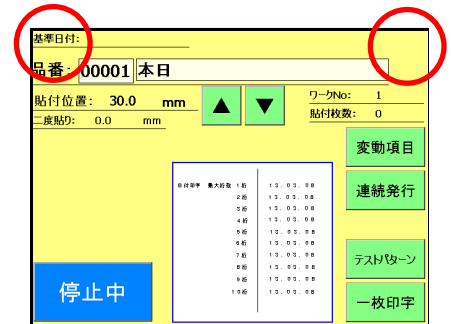 基準日付:
品番: 00001 本日
貼付位置: 30.0 mm ▲ ▼ ワークNo: 1
二度貼り: 0.0 mm 貼付枚数: 0
変動項目
連続発行
テストパターン
一枚印字
停止中
日付印字 最大桁数 1桁 13.03.08
2桁 13.03.08
3桁 13.03.08
4桁 13.03.08
5桁 13.03.08
6桁 13.03.08
7桁 13.03.08
8桁 13.03.08
9桁 13.03.08
10桁 13.03.08